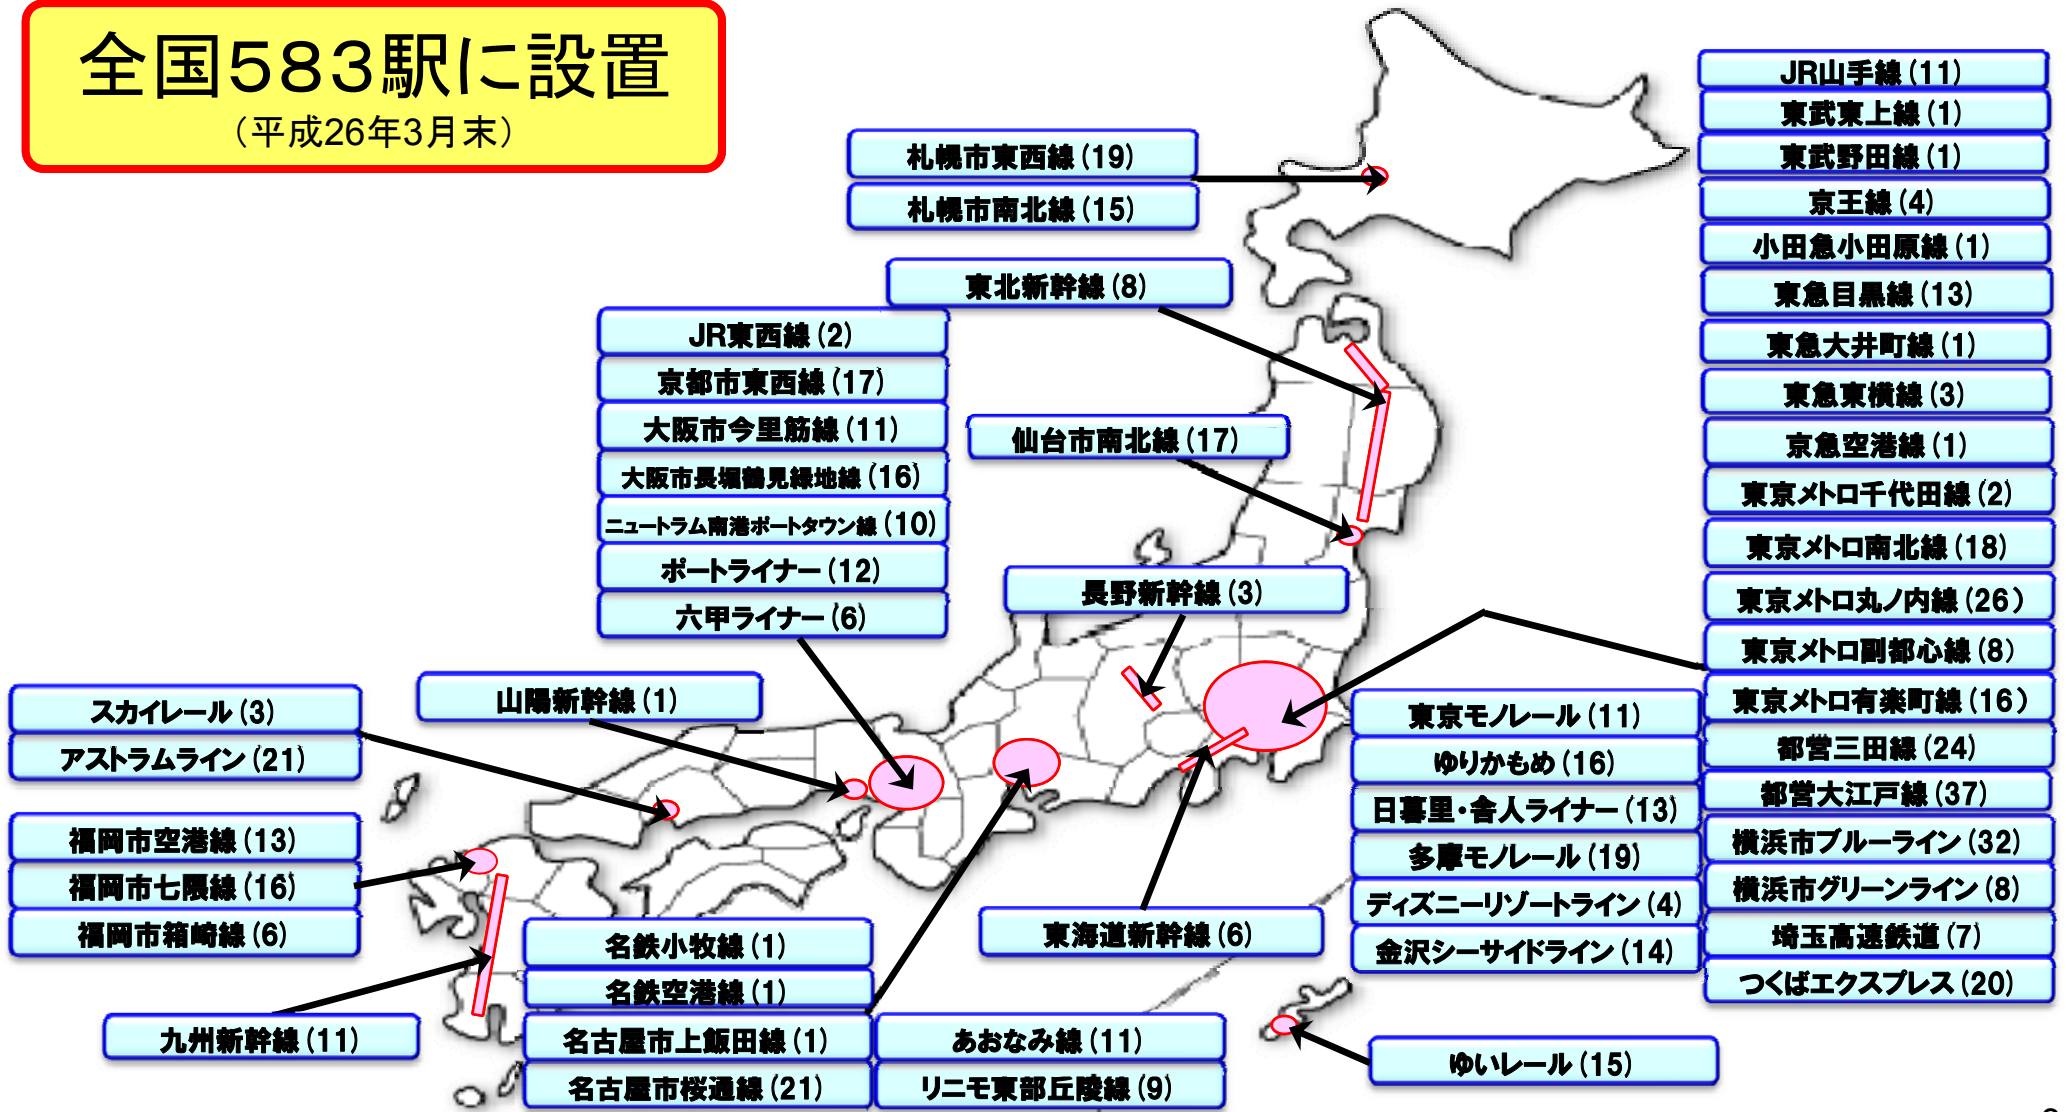 全国５８３駅に設置
（平成26年3月末）
札幌市東西線(19)
札幌市南北線(15)
東北新幹線(8)
JR東西線(2)
京都市東西線(17)
大阪市今里筋線(11)
大阪市長堀鶴見緑地線(16)
ニュートラム南港ポートタウン線(10)
ポートライナー(12)
六甲ライナー(6)
仙台市南北線(17)
長野新幹線(3)
山陽新幹線(1)
スカイレール(3)
アストラムライン(21)
福岡市空港線(13)
福岡市七隈線(16)
福岡市箱崎線(6)
九州新幹線(11)
名鉄小牧線(1)
名鉄空港線(1)
名古屋市上飯田線(1)
名古屋市桜通線(21)
あおなみ線(11)
リニモ東部丘陵線(9)
東海道新幹線(6)
JR山手線(11)
東武東上線(1)
東武野田線(1)
京王線(4)
小田急小田原線(1)
東急目黒線(13)
東急大井町線(1)
東急東横線(3)
京急空港線(1)
東京メトロ千代田線(2)
東京メトロ南北線(18)
東京メトロ丸ノ内線(26）
東京メトロ副都心線(8）
東京メトロ有楽町線(16）
都営三田線(24)
都営大江戸線(37)
横浜市ブルーライン(32)
横浜市グリーンライン(8)
埼玉高速鉄道(7)
つくばエクスプレス(20)
東京モノレール(11)
ゆりかもめ(16)
日暮里・舎人ライナー(13)
多摩モノレール(19)
ディズニーリゾートライン(4)
金沢シーサイドライン(14)
ゆいレール(15)